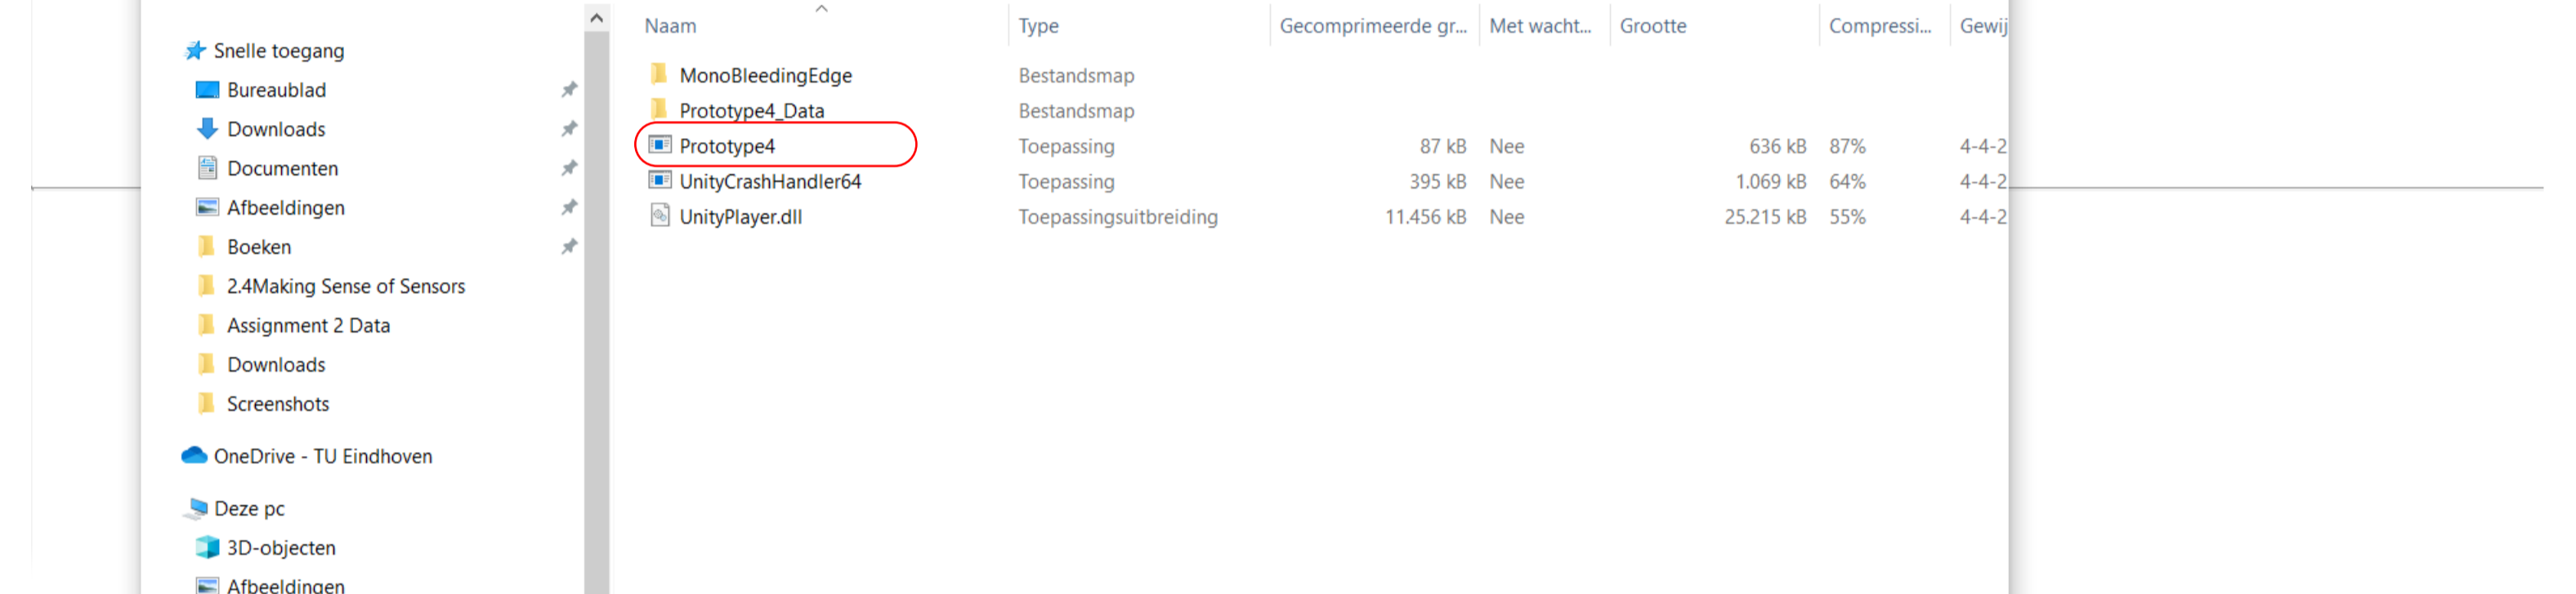 Snelle toegang
Bureaublad
Downloads
Documenten
Afbeeldingen
Boeken
2.4Making Sense of Sensors
Assignment 2 Data
Downloads
Screenshots
OneDrive - TU Eindhoven
Deze pc
3D-objecten
Afbeeldingen
Naam Type Gecomprimeerde gr... Met wacht... Grootte Compressi... Gewij
MonoBleedingEdge Bestandsmap
Prototype4_Data Bestandsmap
Prototype4 Toepassing 87 kB Nee 636 kB 87% 4-4-2
UnityCrashHandler64 Toepassing 395 kB Nee 1.069 kB 64% 4-4-2
UnityPlayer.dll Toepassingsuitbreiding 11.456 kB Nee 25.215 kB 55% 4-4-2